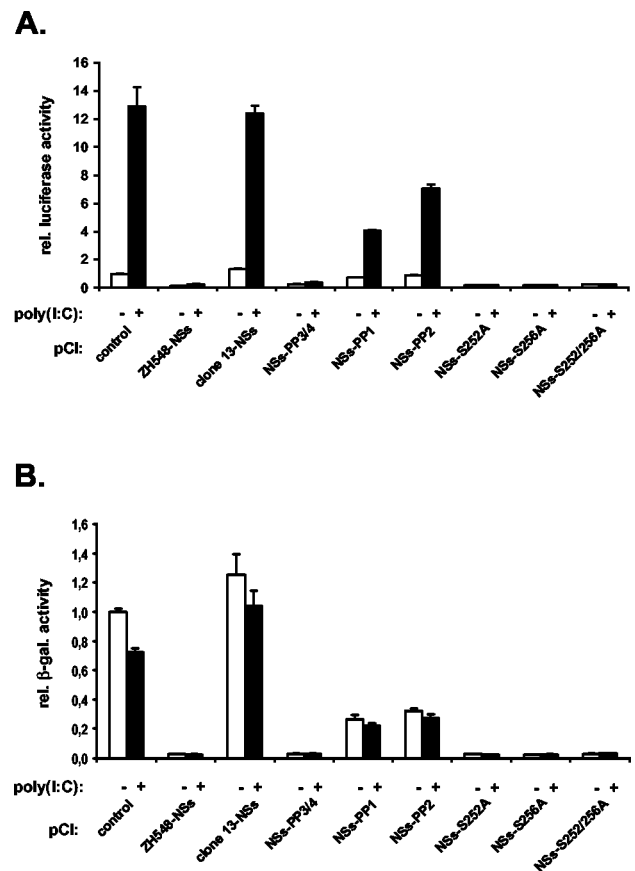 A.
rel. luciferase activity
16
14
12
10
8
6
4
2
0
poly(I:C): - + - + - + - + - + - + - + - + - +
pCI: control ZH548-NSs clone 13-NSs NSs-PP3/4 NSs-PP1 NSs-PP2 NSs-S252A NSs-S256A NSs-S252/256A
B.
rel. β-gal. activity
1,6
1,4
1,2
1,0
0,8
0,6
0,4
0,2
0,0
poly(I:C): - + - + - + - + - + - + - + - + - +
pCI: control ZH548-NSs clone 13-NSs NSs-PP3/4 NSs-PP1 NSs-PP2 NSs-S252A NSs-S256A NSs-S252/256A